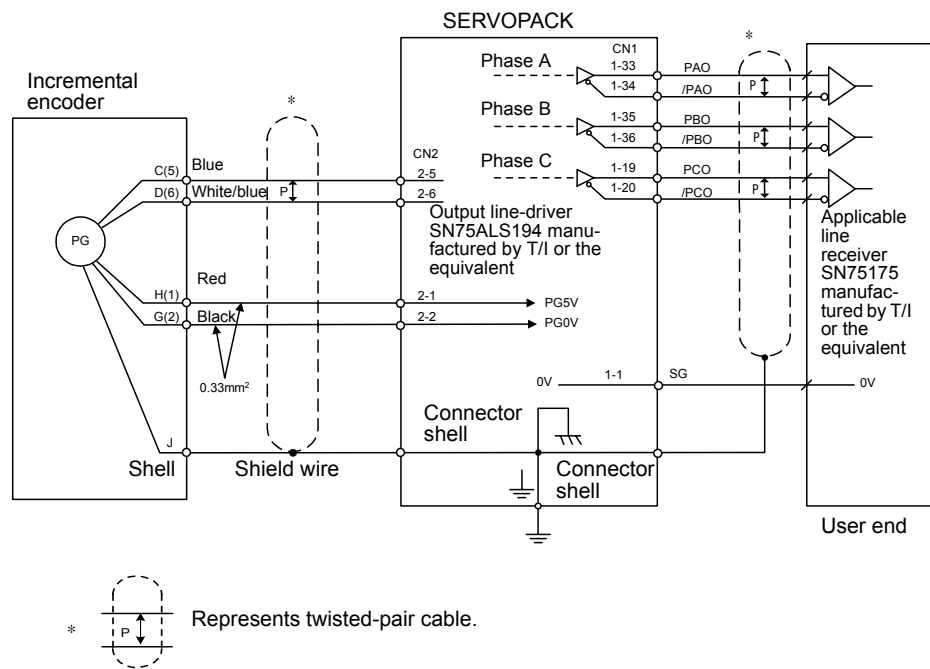 SERVOPACK
Incremental
encoder
*
C(5)
Blue
D(6)
White/blue
P
PG
Red
H(1)
G(2)
Black
0.33mm²
J
Shell
Shield wire
CN2
2-5
2-6
Output line-driver
SN75ALS194 manu-
factured by T/I or the
equivalent
2-1
PG5V
2-2
PG0V
CN1
Phase A
1-33
PAO
1-34
/PAO
P
Phase B
1-35
PBO
1-36
/PBO
P
Phase C
1-19
PCO
1-20
/PCO
P
*
Applicable
line
receiver
SN75175
manufac-
tured by T/I
or the
equivalent
0V
1-1
SG
0V
Connector
shell
Connector
shell
User end
*
P
Represents twisted-pair cable.